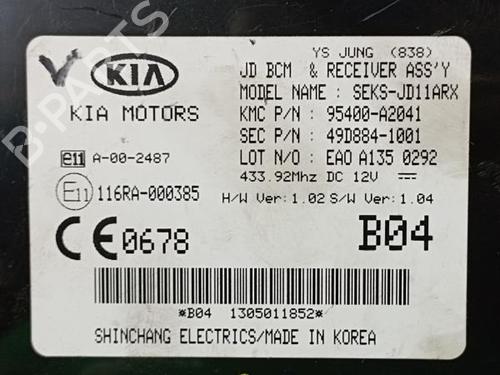 YS JUNG (838)
KIA
JD BCM & RECEIVER ASS'Y
MODEL NAME : SEKS-JD11ARX
KIA MOTORS
KMC P/N : 95400-A2041
SEC P/N : 49D884-1001
e11 A-00-2487
LOT N/O : EAO A135 0292
433.92Mhz DC 12V
E11 116RA-000385
H/W Ver: 1.02 S/W Ver: 1.04
CE 0678
B04
*B04 1305011852*
SHINCHANG ELECTRICS/MADE IN KOREA
B-PARTS